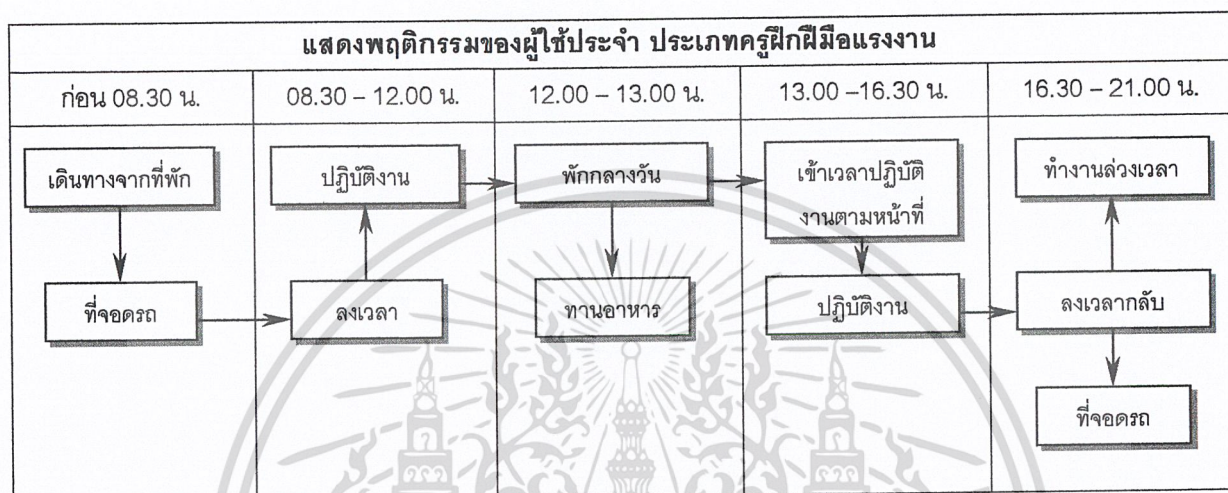 แสดงพฤติกรรมของผู้ใช้ประจำ ประเภทครูฝึกฝีมือแรงงาน
ก่อน 08.30 น.
08.30 – 12.00 น.
12.00 – 13.00 น.
13.00 –16.30 น.
16.30 – 21.00 น.
เดินทางจากที่พัก
ที่จอดรถ
ปฏิบัติงาน
ลงเวลา
พักกลางวัน
ทานอาหาร
เข้าเวลาปฏิบัติ
งานตามหน้าที่
ปฏิบัติงาน
ทำงานล่วงเวลา
ลงเวลากลับ
ที่จอดรถ